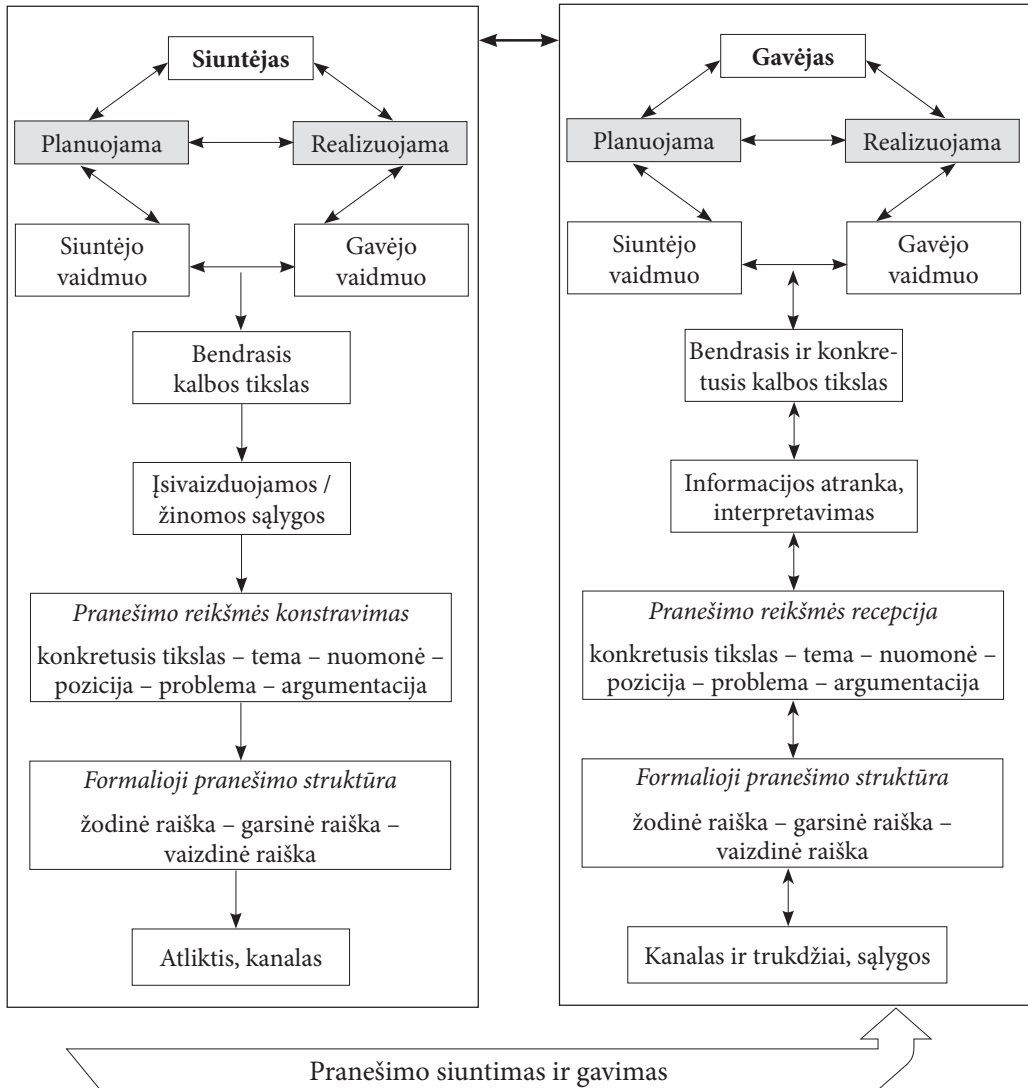 Siuntėjas
Planuojama
Realizuojama
Siuntėjo
vaidmuo
Gavėjo
vaidmuo
Bendrasis
kalbos tikslas
Įsivaizduojamos /
žinomos sąlygos
Pranešimo reikšmės konstravimas
konkretusis tikslas – tema – nuomonė –
pozicija – problema – argumentacija
Formalioji pranešimo struktūra
žodinė raiška – garsinė raiška –
vaizdinė raiška
Atliktis, kanalas
Gavėjas
Planuojama
Realizuojama
Siuntėjo
vaidmuo
Gavėjo
vaidmuo
Bendrasis ir konkre-
tusis kalbos tikslas
Informacijos atranka,
interpretavimas
Pranešimo reikšmės recepcija
konkretusis tikslas – tema – nuomonė –
pozicija – problema – argumentacija
Formalioji pranešimo struktūra
žodinė raiška – garsinė raiška –
vaizdinė raiška
Kanalas ir trukdžiai, sąlygos
Pranešimo siuntimas ir gavimas